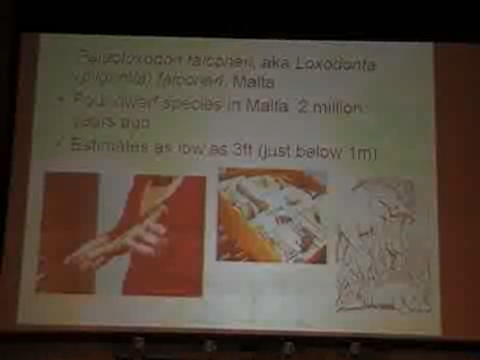 Palaeoloxodon falconeri, aka Loxodonta
(pilgrimia) falconeri, Malta
Four dwarf species in Malta 2 million
years ago
Estimates as low as 3ft (just below 1m)